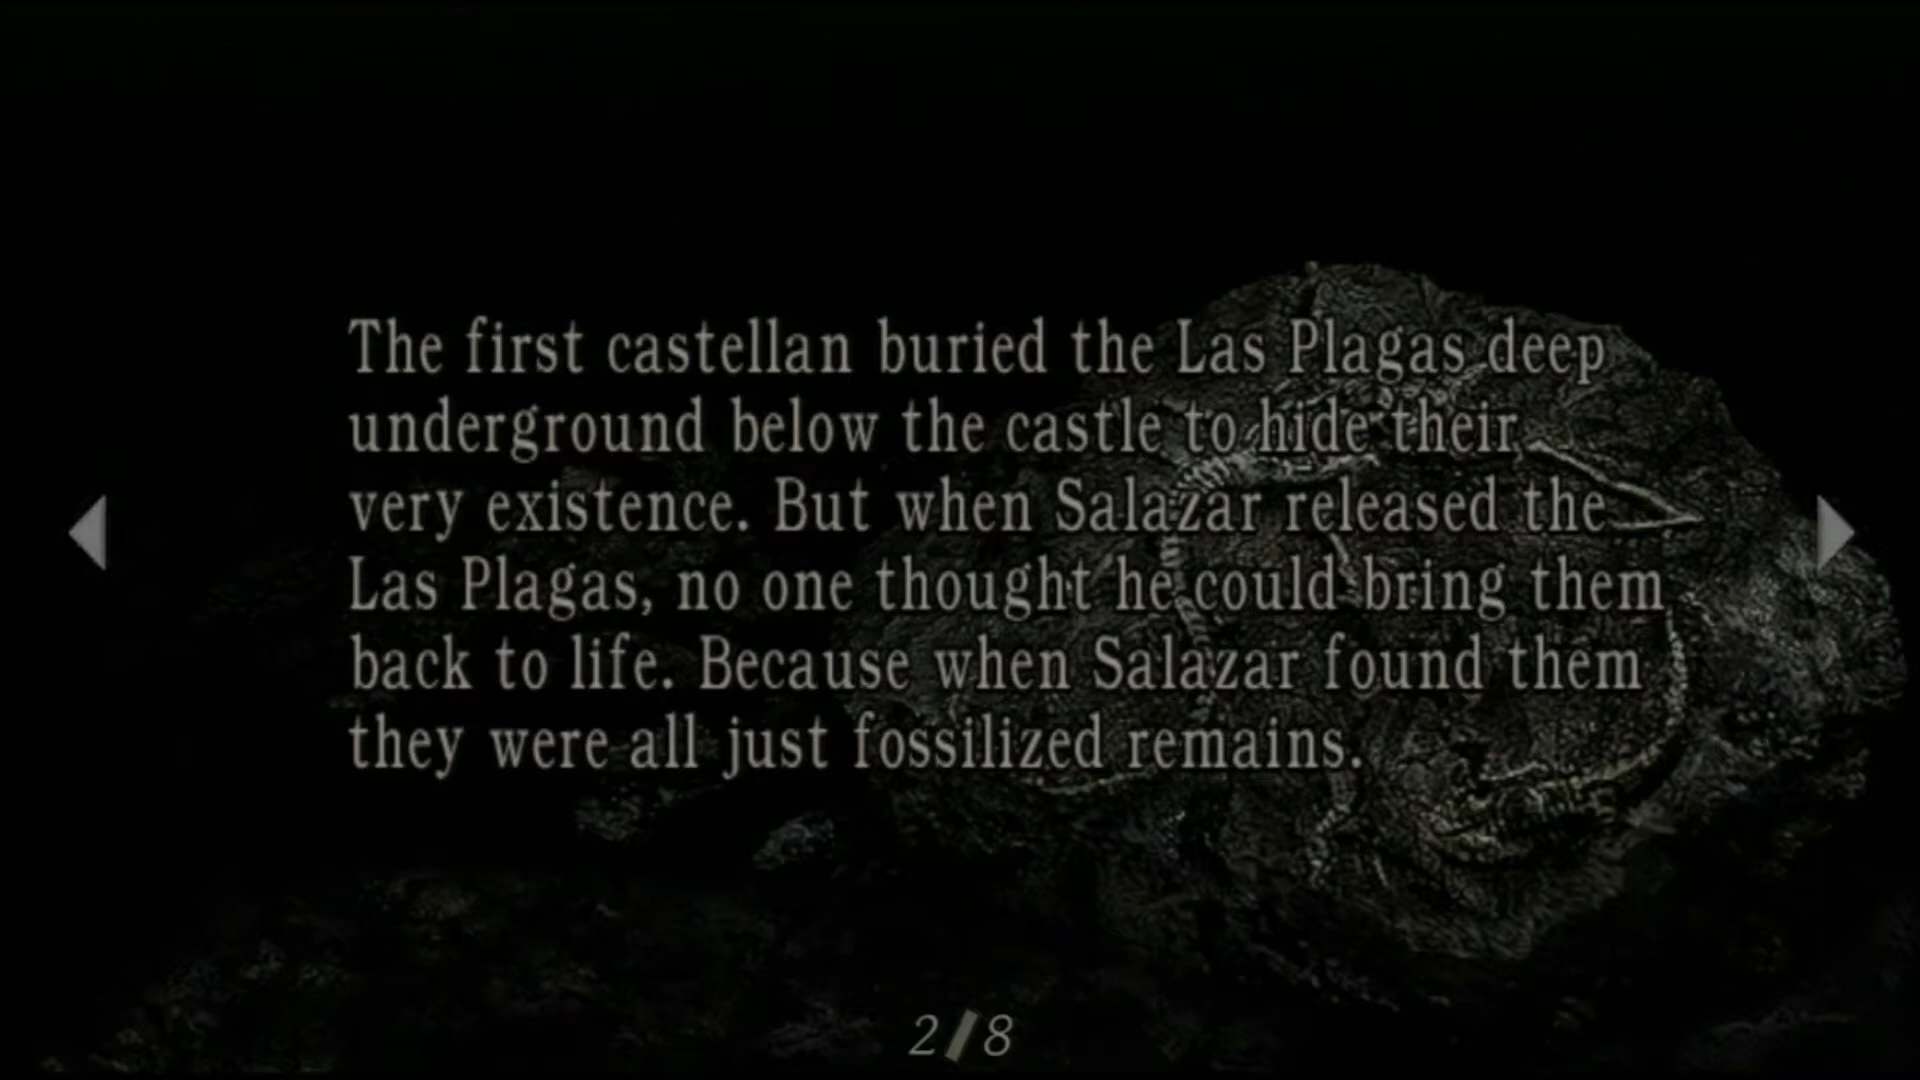 The first castellan buried the Las Plagas deep
underground below the castle to hide their
very existence. But when Salazar released the
Las Plagas, no one thought he could bring them
back to life. Because when Salazar found them
they were all just fossilized remains.
2/8